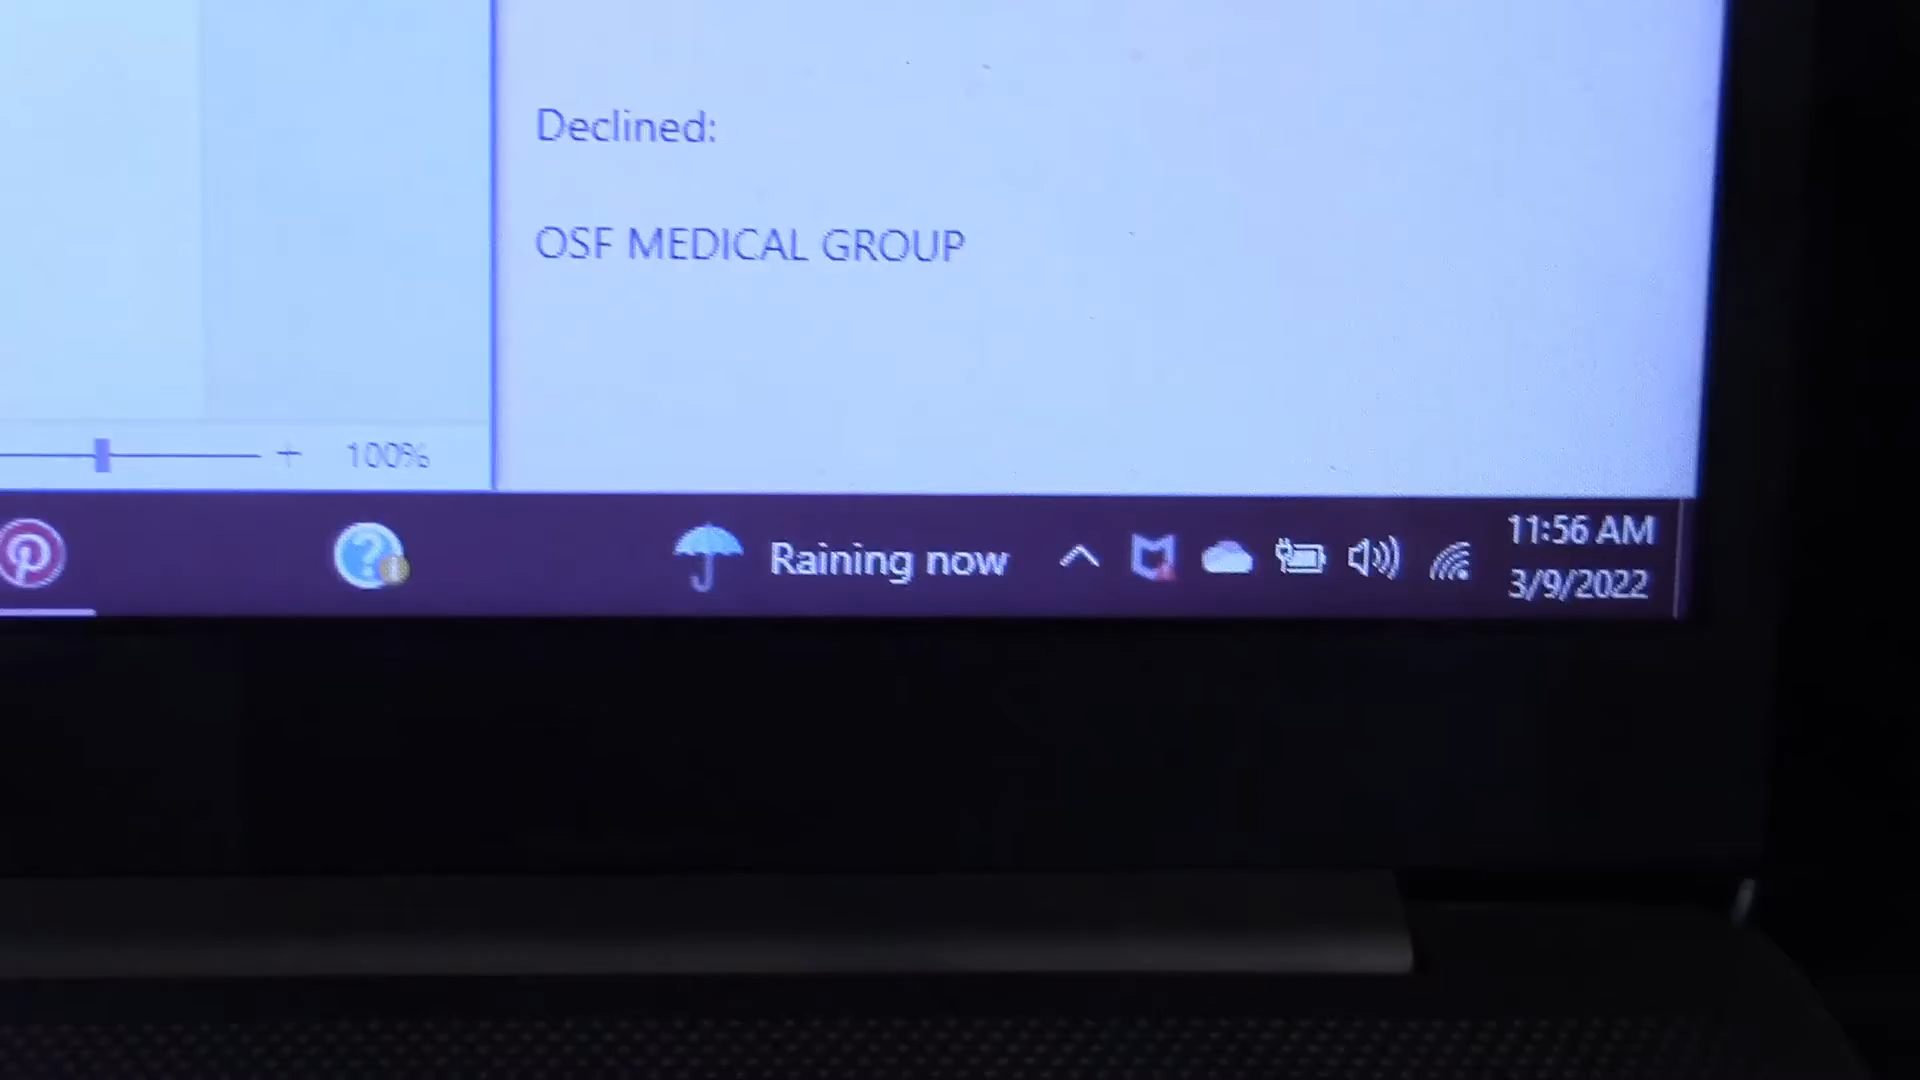 Declined:
OSF MEDICAL GROUP
100%
Raining now
11:56 AM
3/9/2022